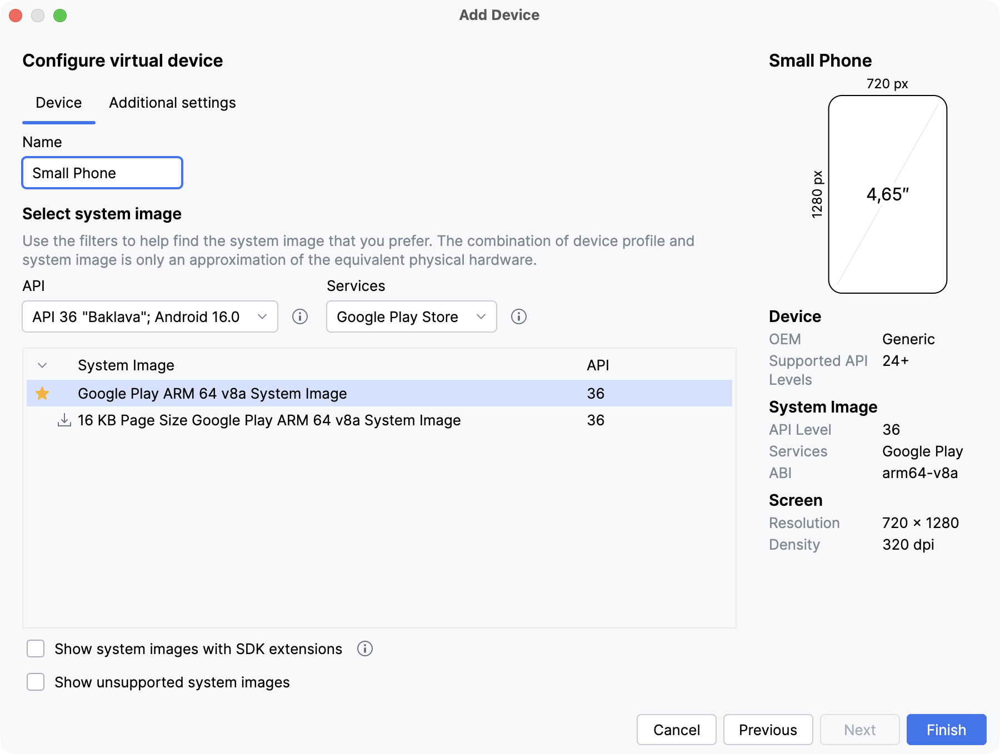 Add Device
Configure virtual device
Device
Additional settings
Name
Small Phone
Select system image
Use the filters to help find the system image that you prefer. The combination of device profile and
system image is only an approximation of the equivalent physical hardware.
API
Services
API 36 "Baklava"; Android 16.0
Google Play Store
System Image
API
Google Play ARM 64 v8a System Image
36
16 KB Page Size Google Play ARM 64 v8a System Image
36
Show system images with SDK extensions
Show unsupported system images
Small Phone
720 px
1280 px
4,65″
Device
OEM
Generic
Supported API
Levels
24+
System Image
API Level
36
Services
Google Play
ABI
arm64-v8a
Screen
Resolution
720 × 1280
Density
320 dpi
Cancel
Previous
Next
Finish